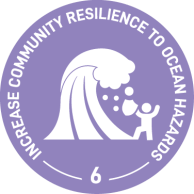 INCREASE COMMUNITY RESILIENCE TO OCEAN HAZARDS
6